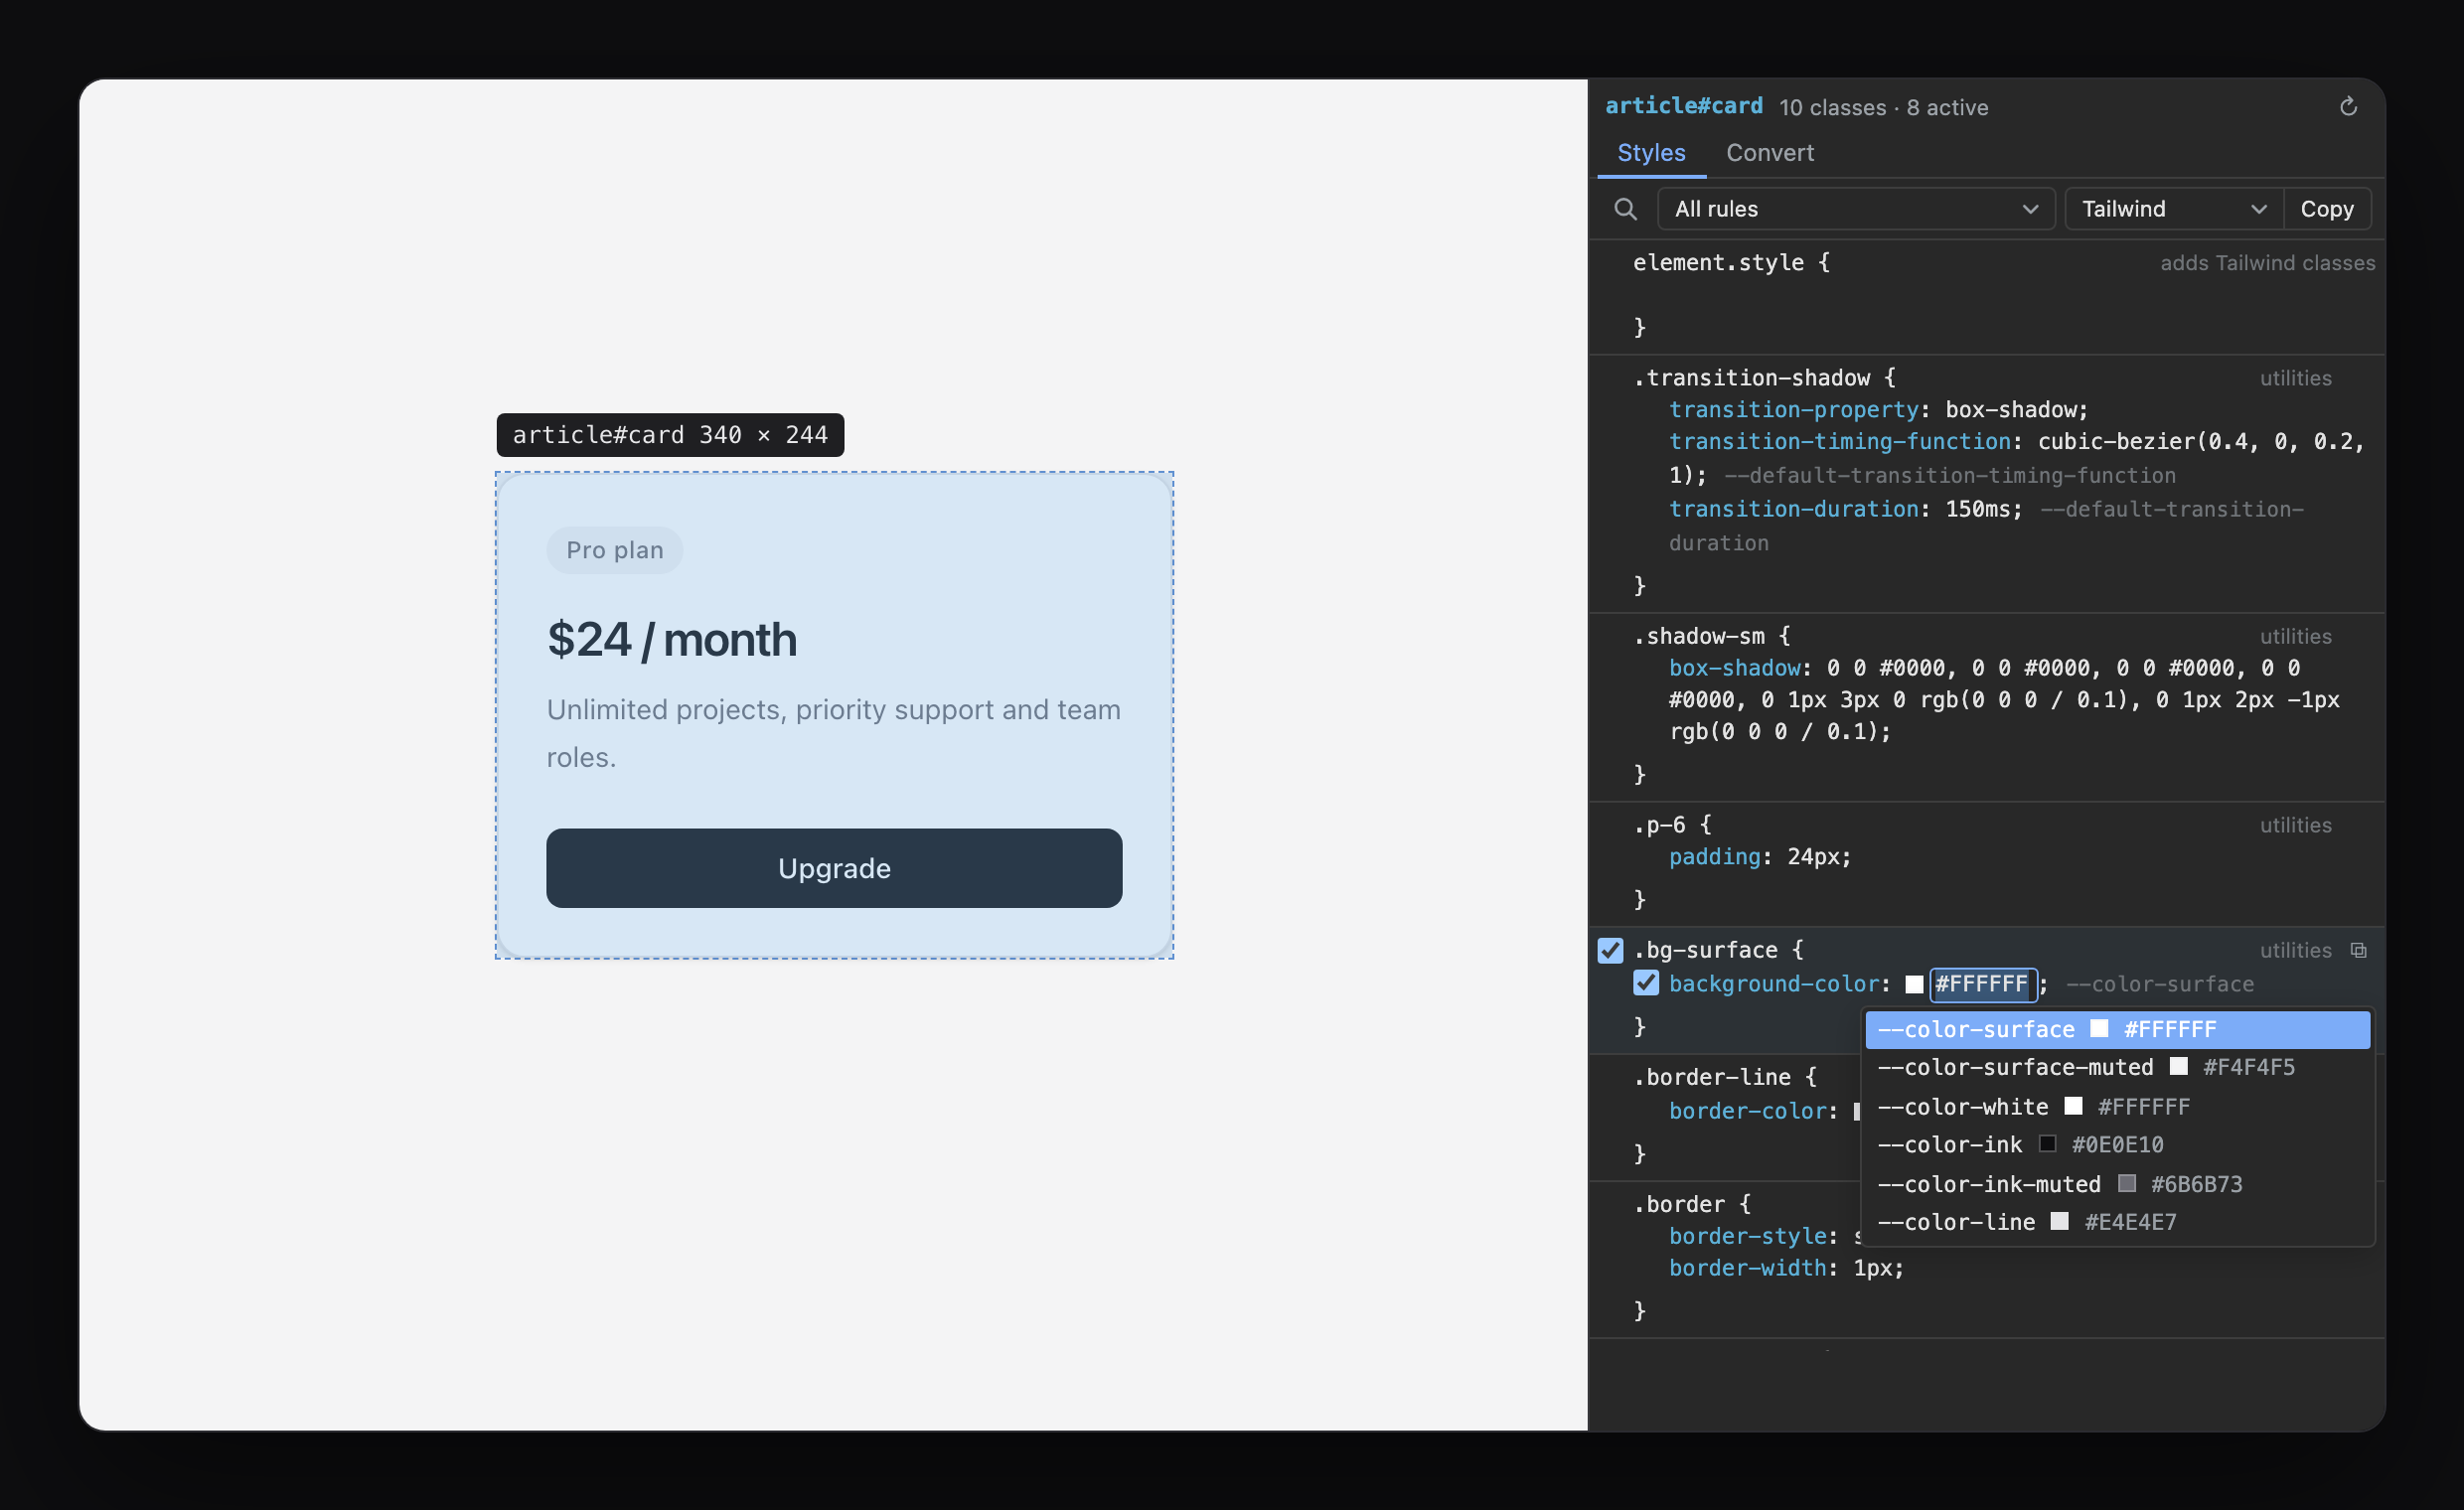 article#card 340 × 244
Pro plan
$24 / month
Unlimited projects, priority support and team
roles.
Upgrade
article#card 10 classes · 8 active
Styles Convert
All rules Tailwind Copy
element.style { adds Tailwind classes
}
.transition-shadow { utilities
transition-property: box-shadow;
transition-timing-function: cubic-bezier(0.4, 0, 0.2,
1); --default-transition-timing-function
transition-duration: 150ms; --default-transition-
duration
}
.shadow-sm { utilities
box-shadow: 0 0 #0000, 0 0 #0000, 0 0 #0000, 0 0
#0000, 0 1px 3px 0 rgb(0 0 0 / 0.1), 0 1px 2px -1px
rgb(0 0 0 / 0.1);
}
.p-6 { utilities
padding: 24px;
}
.bg-surface { utilities
background-color: #FFFFFF; --color-surface
}
--color-surface #FFFFFF
--color-surface-muted #F4F4F5
--color-white #FFFFFF
--color-ink #0E0E10
--color-ink-muted #6B6B73
--color-line #E4E4E7
.border-line {
border-color:
}
.border {
border-style:
border-width: 1px;
}